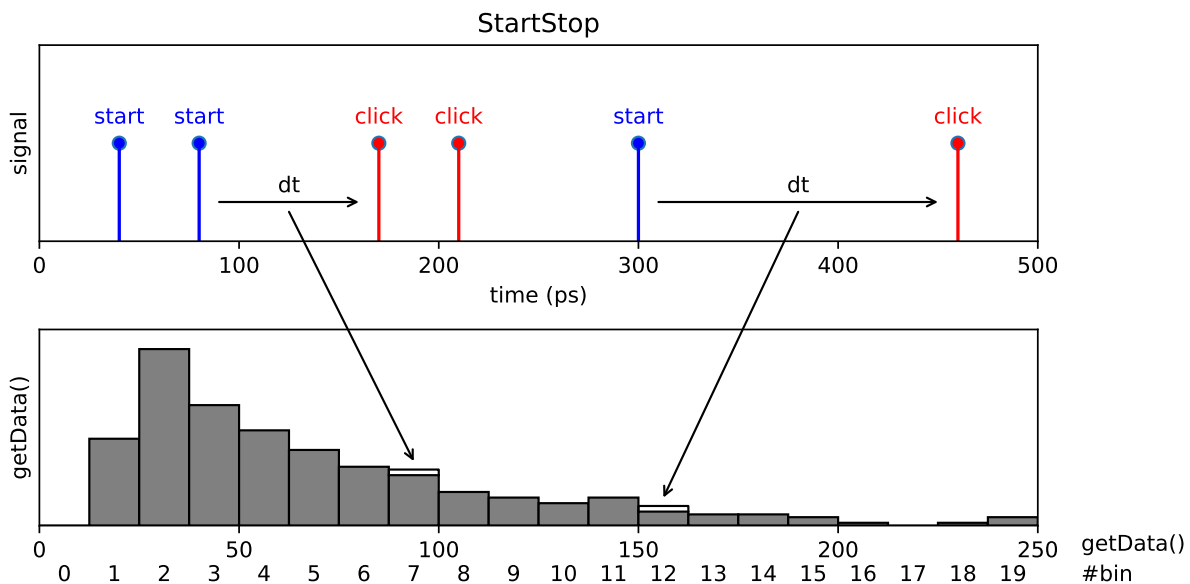 StartStop
signal
start start click click start click
dt dt
0 100 200 300 400 500
time (ps)
getData()
0 50 100 150 200 250 getData()
0 1 2 3 4 5 6 7 8 9 10 11 12 13 14 15 16 17 18 19 #bin